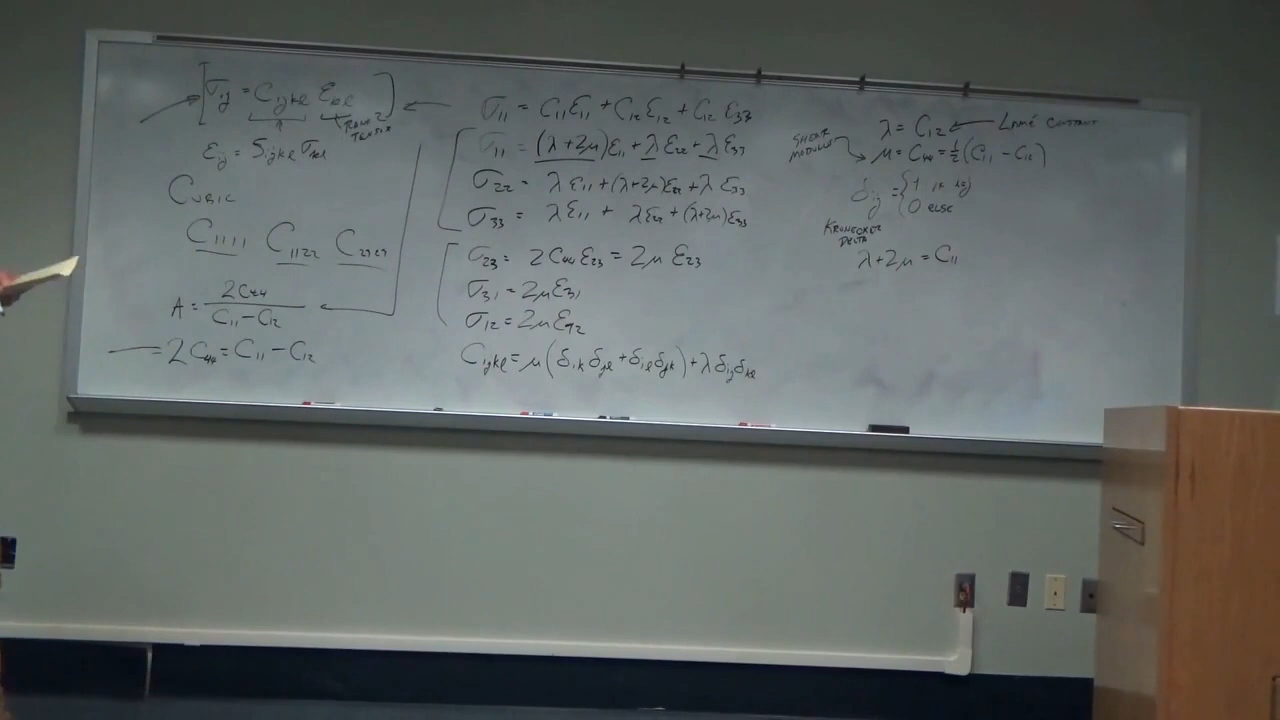 σij = Cijkl εkl
RANK 2
TENSOR
εij = Sijkl σkl
CUBIC
C1111 C1122 C2323
A = 2C44 / (C11 - C12)
2C44 = C11 - C12
σ11 = C11ε11 + C12ε12 + C12ε33
σ11 = (λ+2μ)ε11 + λε22 + λε33
σ22 = λε11 + (λ+2μ)ε22 + λε33
σ33 = λε11 + λε22 + (λ+2μ)ε33
σ23 = 2C44ε23 = 2με23
σ31 = 2με31
σ12 = 2με12
Cijkl = μ(δikδjl + δilδjk) + λδijδkl
λ = C12 ← LAMÉ CONSTANT
SHEAR
MODULUS
μ = C44 = ½(C11 - C12)
δij = {1 if i=j
{0 ELSE
KRONECKER
DELTA
λ+2μ = C11